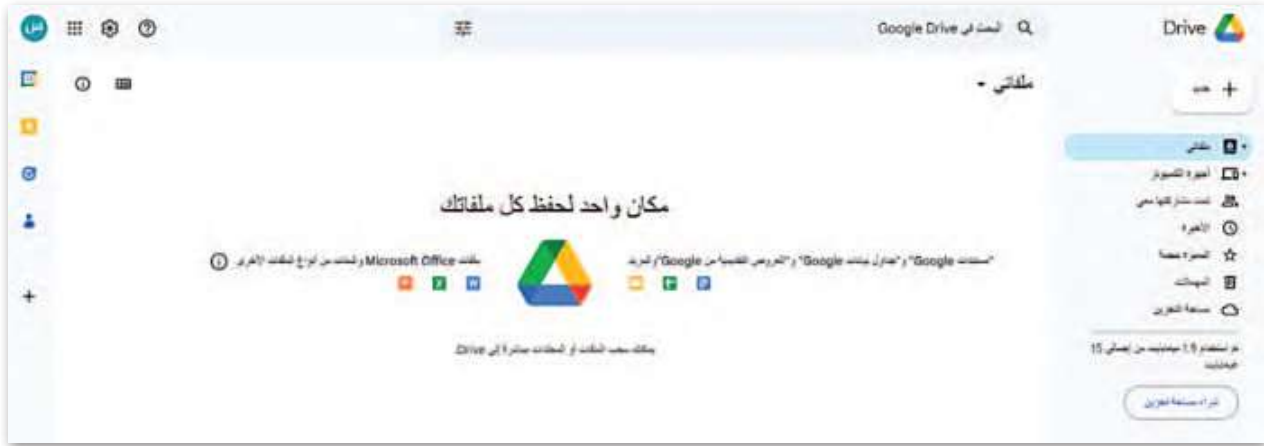 Drive
البحث في Google Drive
فى
جديد
ملفاتي
ملفاتي
أجهزة الكمبيوتر
تمت مشاركتها معي
الأخيرة
المميزة بنجمة
المهملات
مساحة التخزين
تم استخدام 1.9 ميغابايت من إجمالي 15
غيغابايت
شراء مساحة تخزين
مكان واحد لحفظ كل ملفاتك
"مستندات Google" و"جداول بيانات Google" و"العروض التقديمية من Google" والمزيد
ملفات Microsoft Office والمئات من أنواع الملفات الأخرى
يمكنك سحب الملفات أو المجلدات مباشرة إلى Drive.